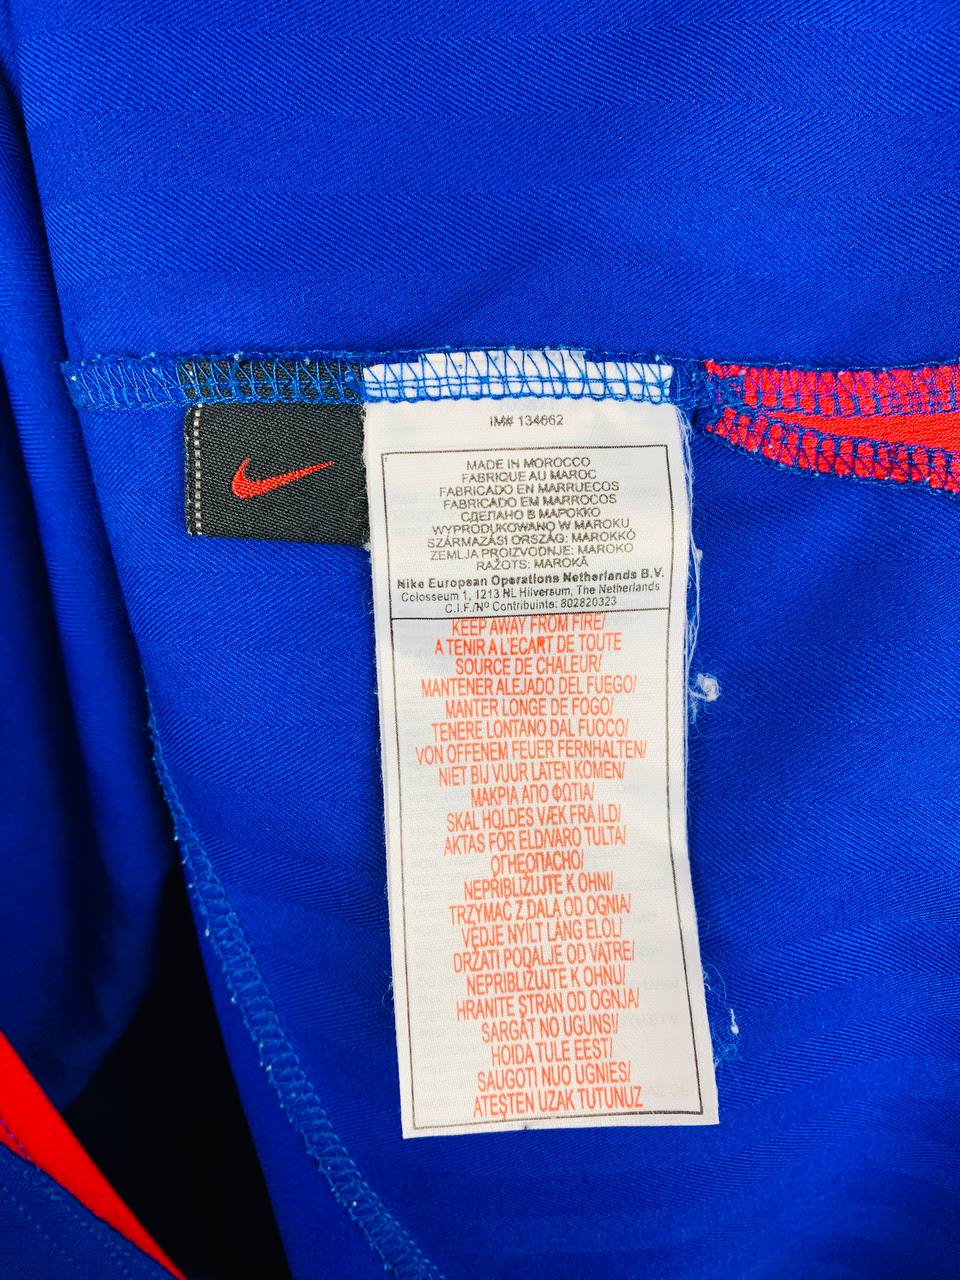 IM# 134662
MADE IN MOROCCO
FABRIQUE AU MAROC
FABRICADO EN MARRUECOS
FABRICADO EM MARROCOS
СДЕЛАНО В МАРОККО
WYPRODUKOWANO W MAROKU
SZÁRMAZÁSI ORSZÁG: MAROKKÓ
ZEMLJA PROIZVODNJE: MAROKO
RAŽOTS: MAROKĀ
Nike European Operations Netherlands B.V.
Colosseum 1, 1213 NL Hilversum, The Netherlands
C.I.F./Nº Contribuinte: 802820323
KEEP AWAY FROM FIRE/
A TENIR A L'ECART DE TOUTE
SOURCE DE CHALEUR/
MANTENER ALEJADO DEL FUEGO/
MANTER LONGE DE FOGO/
TENERE LONTANO DAL FUOCO/
VON OFFENEM FEUER FERNHALTEN/
NIET BIJ VUUR LATEN KOMEN/
ΜΑΚΡΙΑ ΑΠΟ ΦΩΤΙΑ/
SKAL HOLDES VÆK FRA ILD/
AKTAS FÖR ELD/VARO TULTA/
ОГНЕОПАСНО/
NEPŘIBLIŽUJTE K OHNI/
TRZYMAĆ Z DALA OD OGNIA/
VÉDJE NYÍLT LÁNG ELŐL/
DRŽATI PODALJE OD VATRE/
NEPRIBLIŽUJTE K OHŇU/
HRANITE STRAN OD OGNJA/
SARGĀT NO UGUNS!/
HOIDA TULE EEST/
SAUGOTI NUO UGNIES/
ATEŞTEN UZAK TUTUNUZ